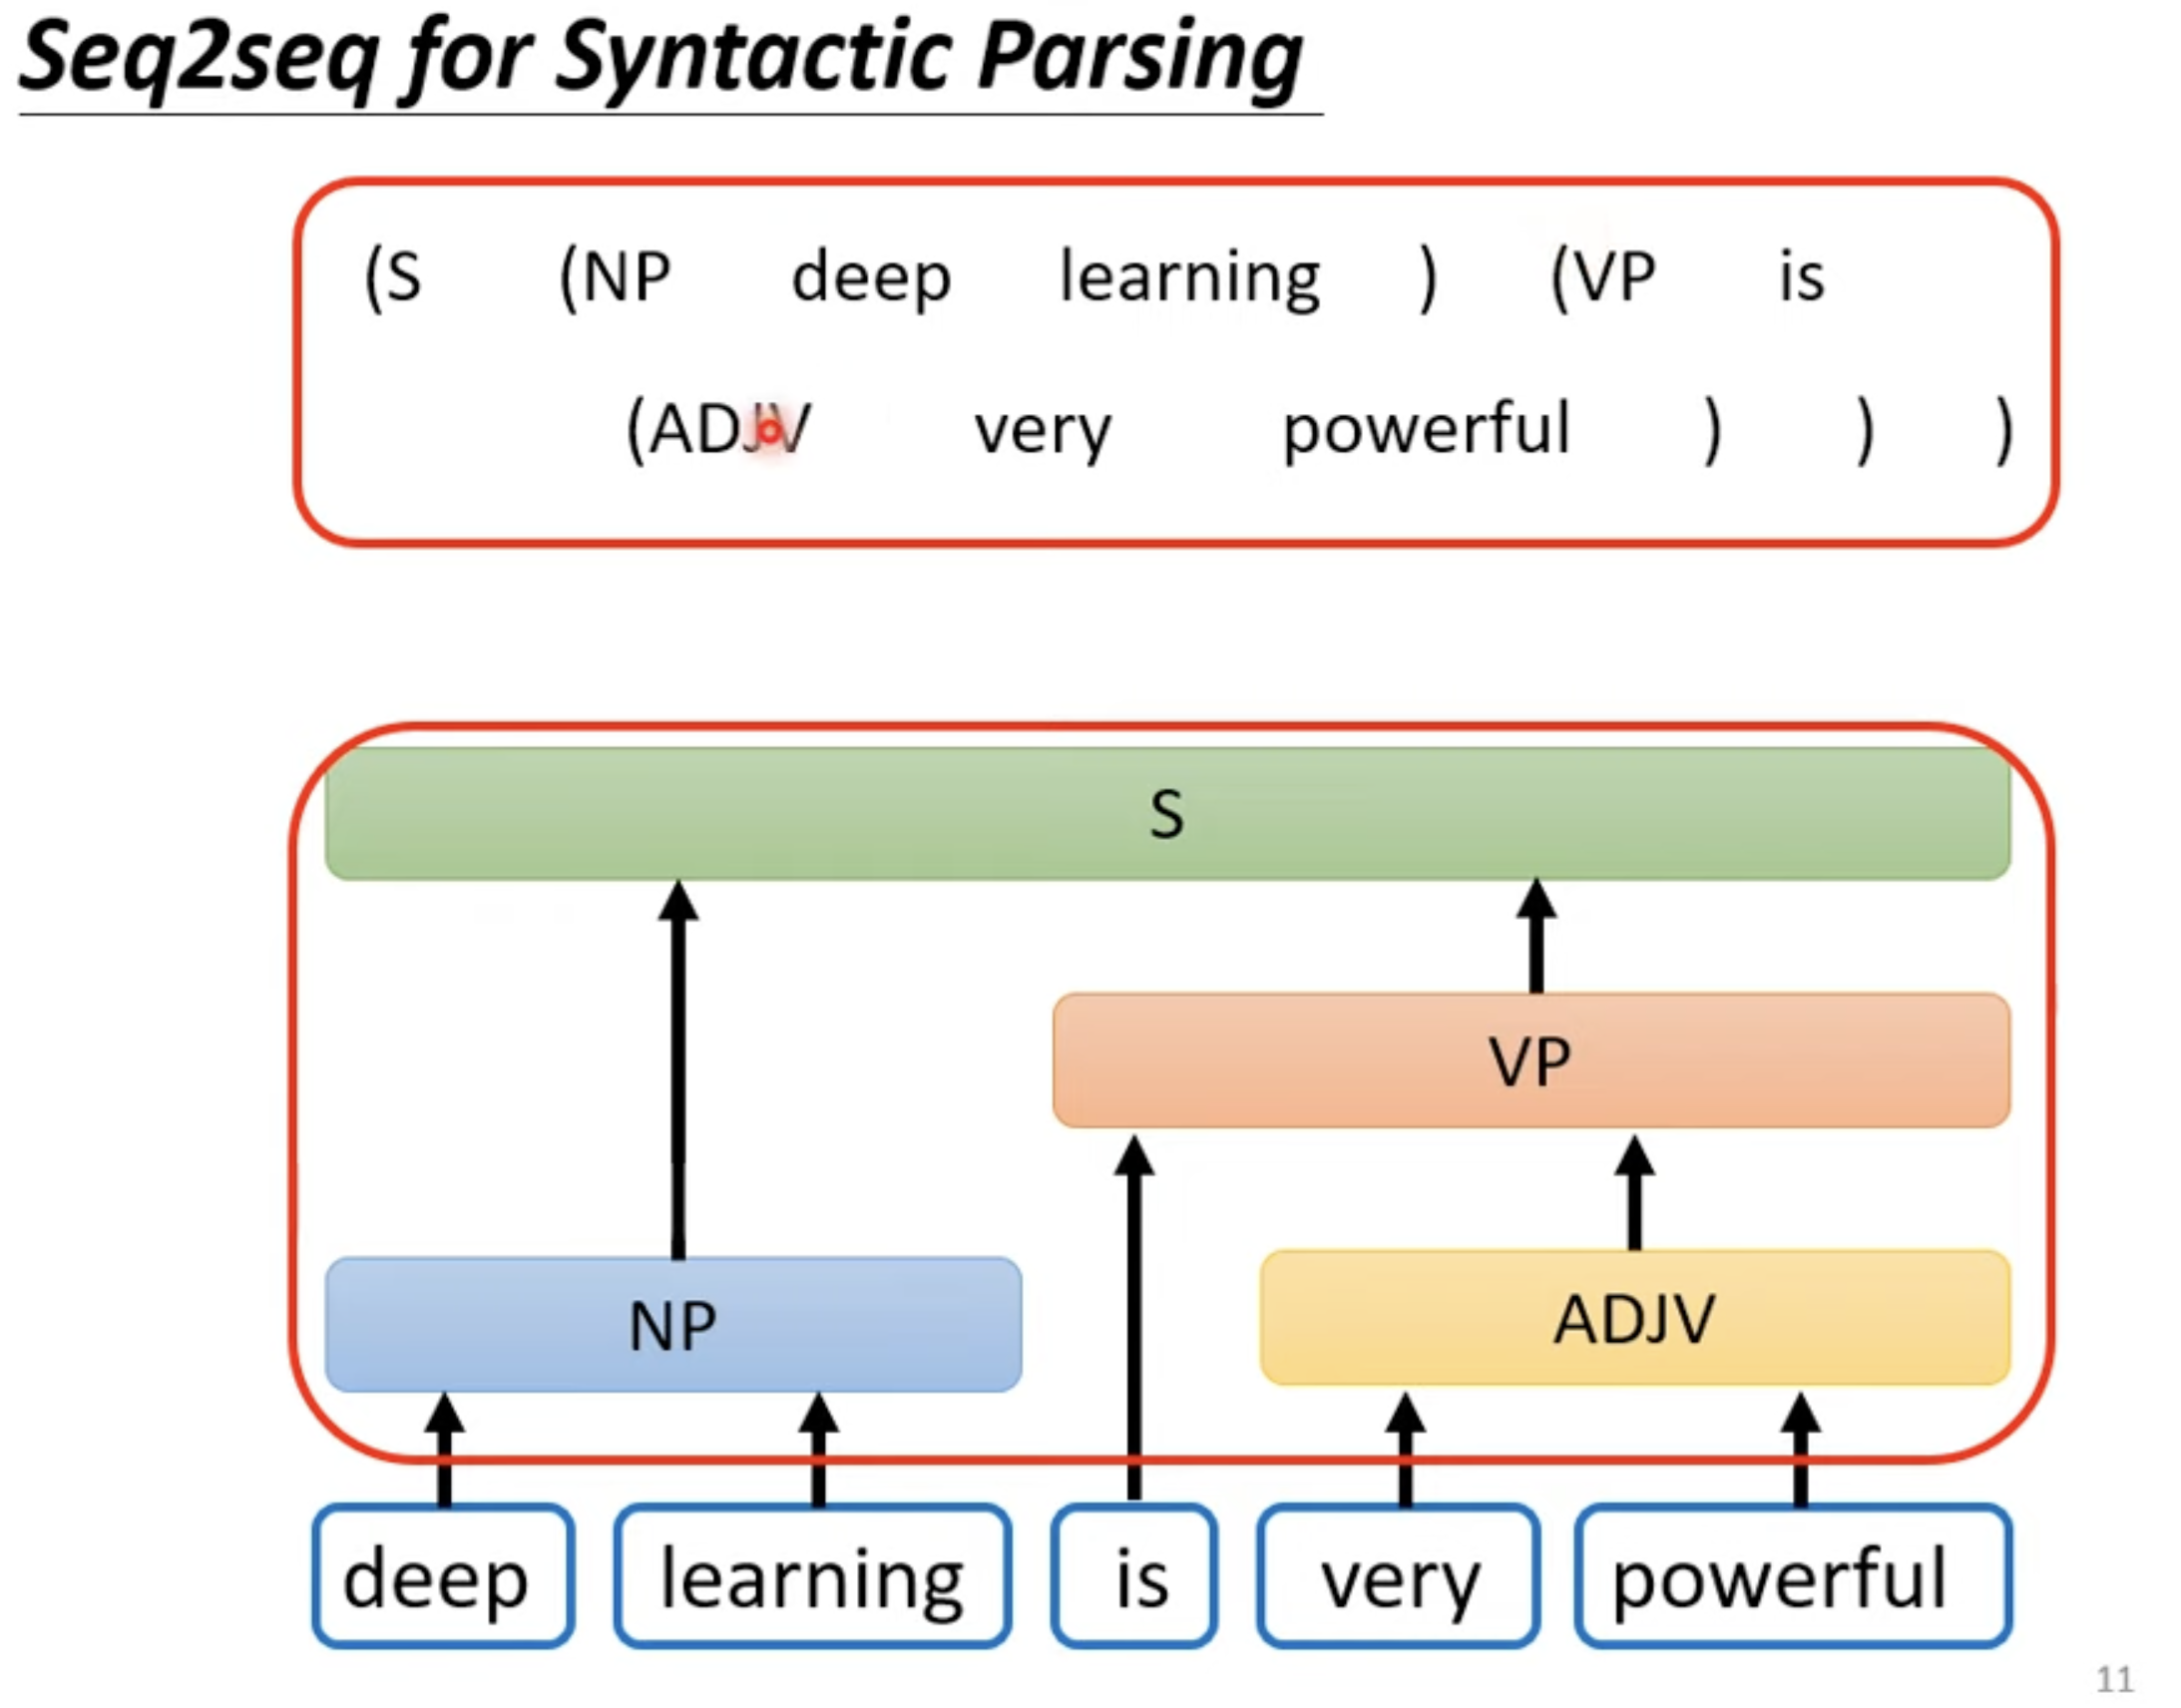 Seq2seq for Syntactic Parsing
(S (NP deep learning ) (VP is
(ADJV very powerful ) ) )
S
VP
NP ADJV
deep learning is very powerful
11